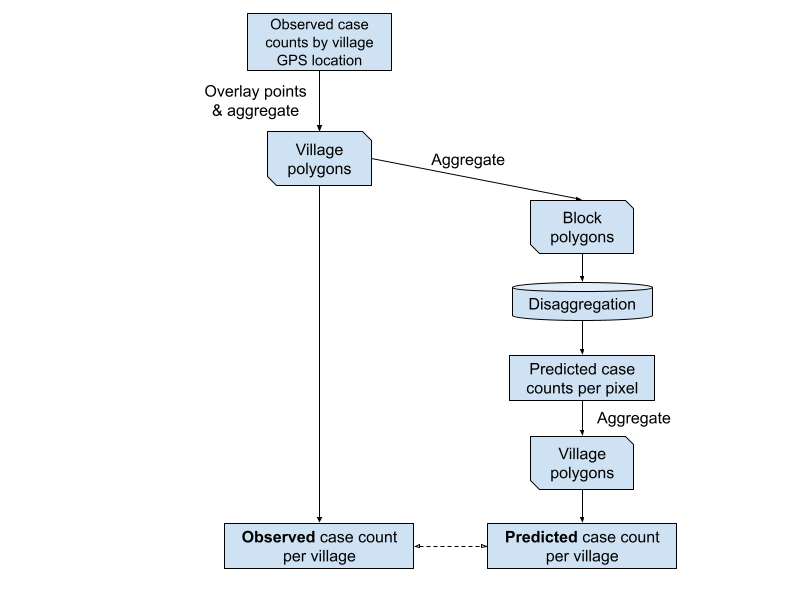 Observed case
counts by village
GPS location
Overlay points
& aggregate
Village
polygons
Aggregate
Block
polygons
Disaggregation
Predicted case
counts per pixel
Aggregate
Village
polygons
Observed case count
per village
Predicted case count
per village